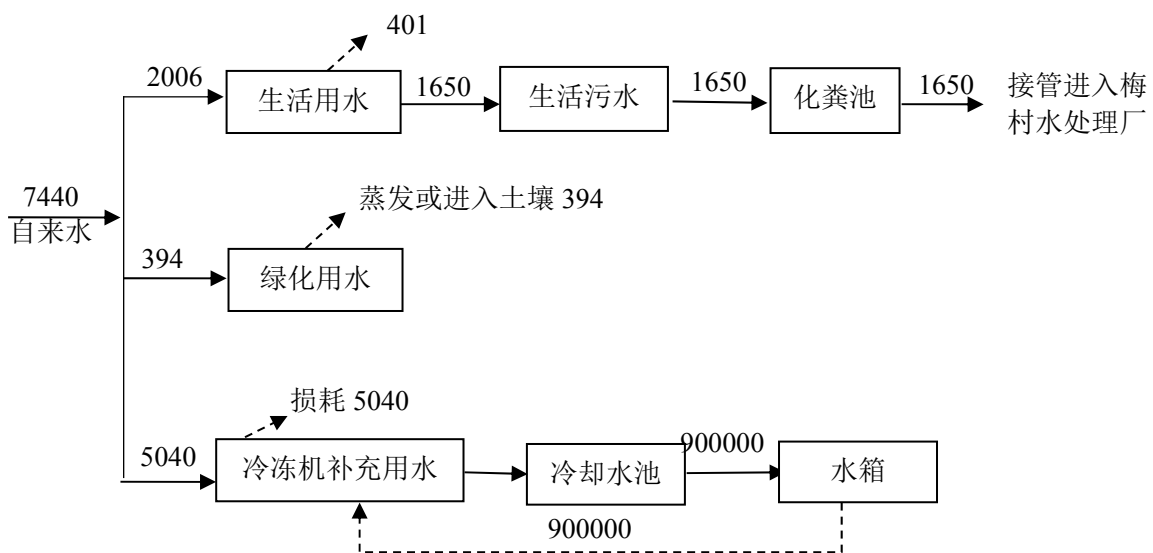 401
2006
生活用水
1650
生活污水
1650
化粪池
1650
接管进入梅
村水处理厂
7440
自来水
蒸发或进入土壤 394
394
绿化用水
损耗 5040
5040
冷冻机补充用水
冷却水池
900000
水箱
900000